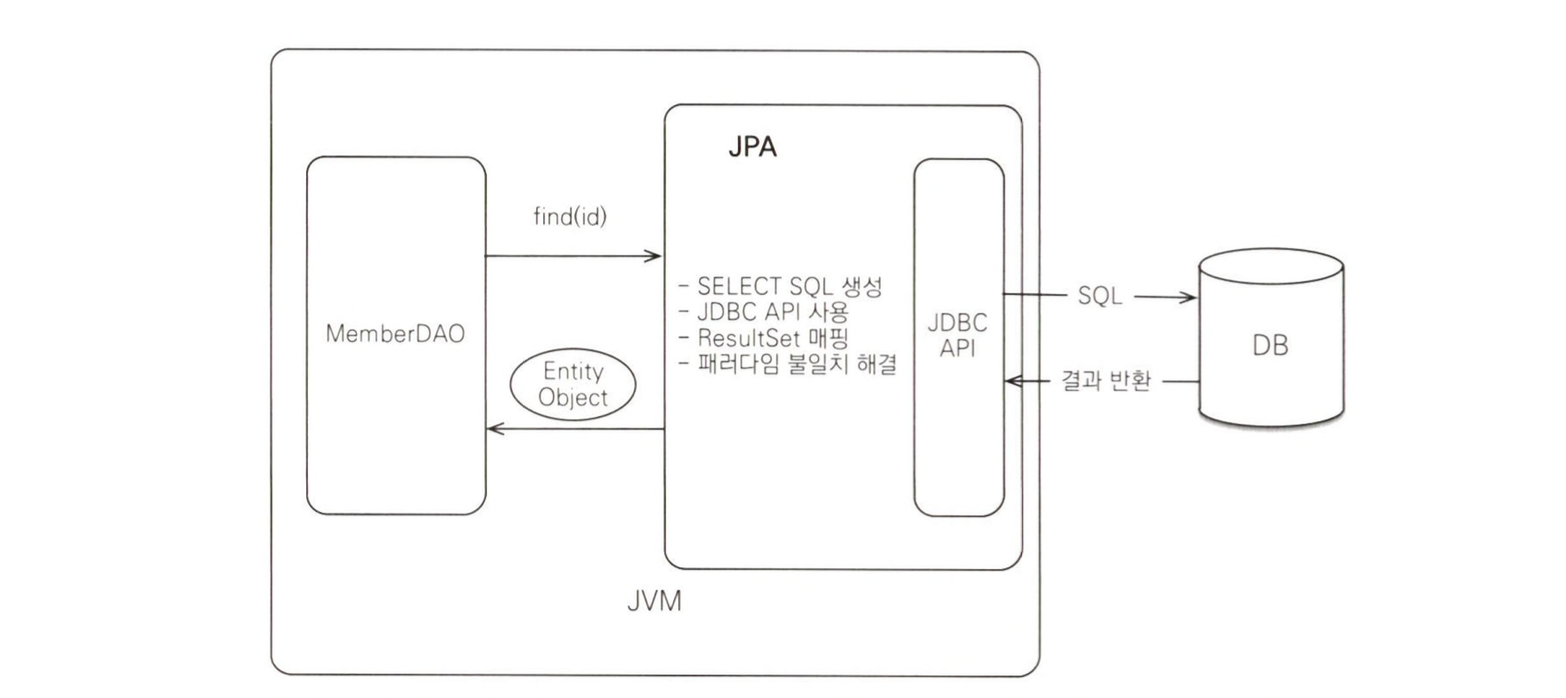 JPA
find(id)
- SELECT SQL 생성
- JDBC API 사용
- ResultSet 매핑
- 패러다임 불일치 해결
MemberDAO
Entity
Object
JDBC
API
SQL
결과 반환
DB
JVM